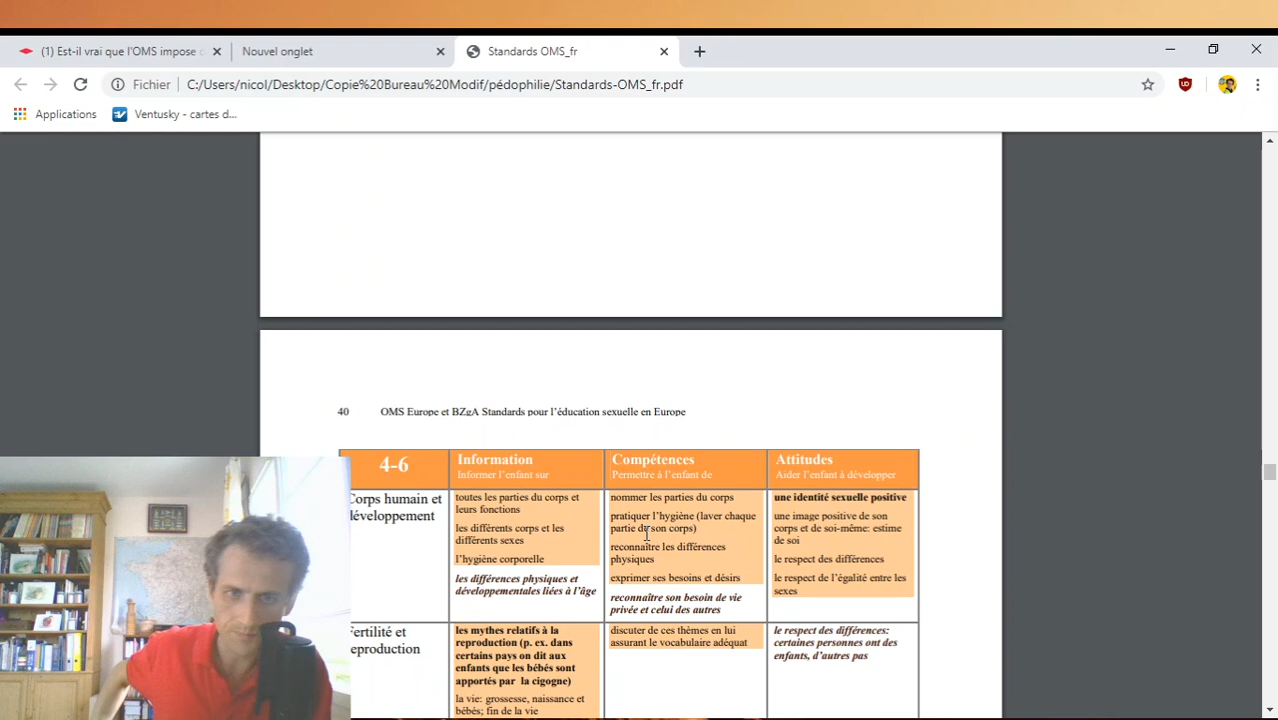 (1) Est-il vrai que l'OMS impose
Nouvel onglet
Standards OMS_fr
Fichier
C:/Users/nicol/Desktop/Copie%20Bureau%20Modif/pédophilie/Standards-OMS_fr.pdf
Applications
Ventusky - cartes d...
40 OMS Europe et BZgA Standards pour l'éducation sexuelle en Europe
4-6
Information
Informer l'enfant sur
Compétences
Permettre à l'enfant de
Attitudes
Aider l'enfant à développer
Corps humain et
développement
toutes les parties du corps et
leurs fonctions
les différents corps et les
différents sexes
l'hygiène corporelle
les différences physiques et
développementales liées à l'âge
nommer les parties du corps
pratiquer l'hygiène (laver chaque
partie du son corps)
reconnaître les différences
physiques
exprimer ses besoins et désirs
reconnaître son besoin de vie
privée et celui des autres
une identité sexuelle positive
une image positive de son
corps et de soi-même: estime
de soi
le respect des différences
le respect de l'égalité entre les
sexes
Fertilité et
reproduction
les mythes relatifs à la
reproduction (p. ex. dans
certains pays on dit aux
enfants que les bébés sont
apportés par la cigogne)
la vie: grossesse, naissance et
bébés; fin de la vie
discuter de ces thèmes en lui
assurant le vocabulaire adéquat
le respect des différences:
certaines personnes ont des
enfants, d'autres pas